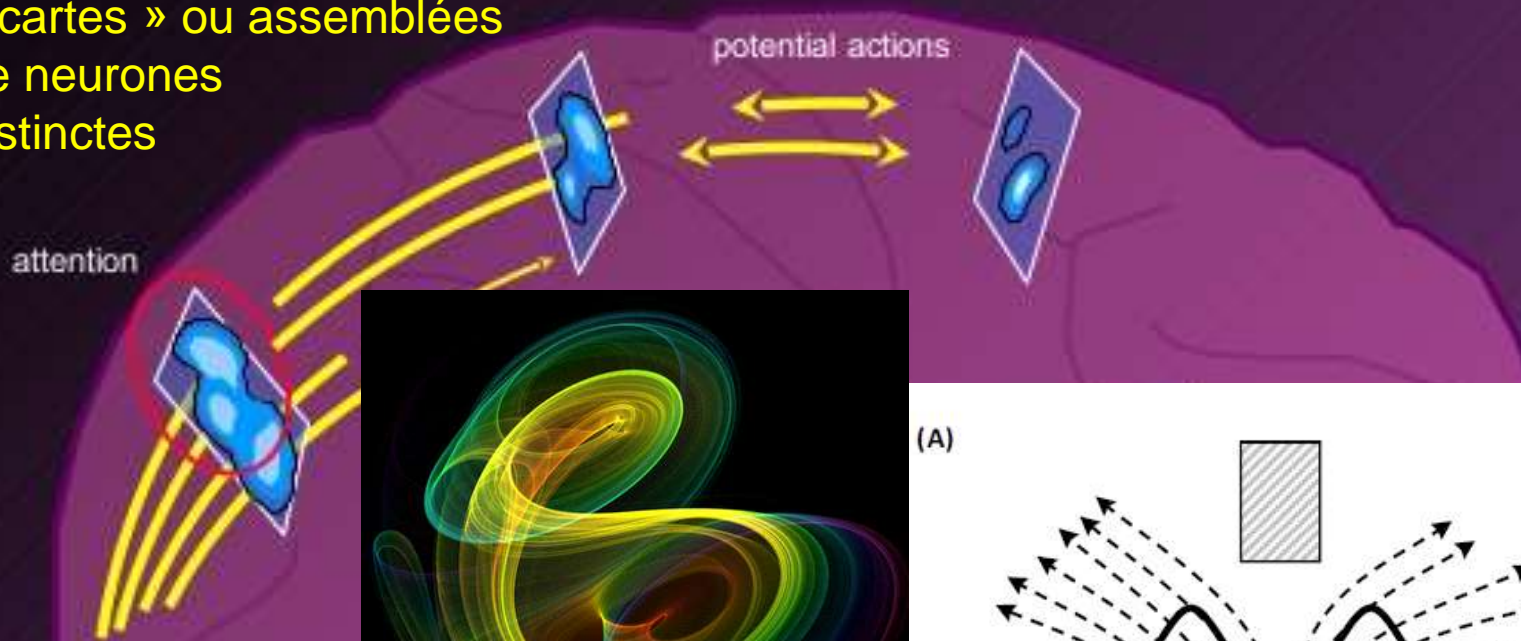 cartes » ou assemblées
e neurones
stinctes
potential actions
attention
(A)